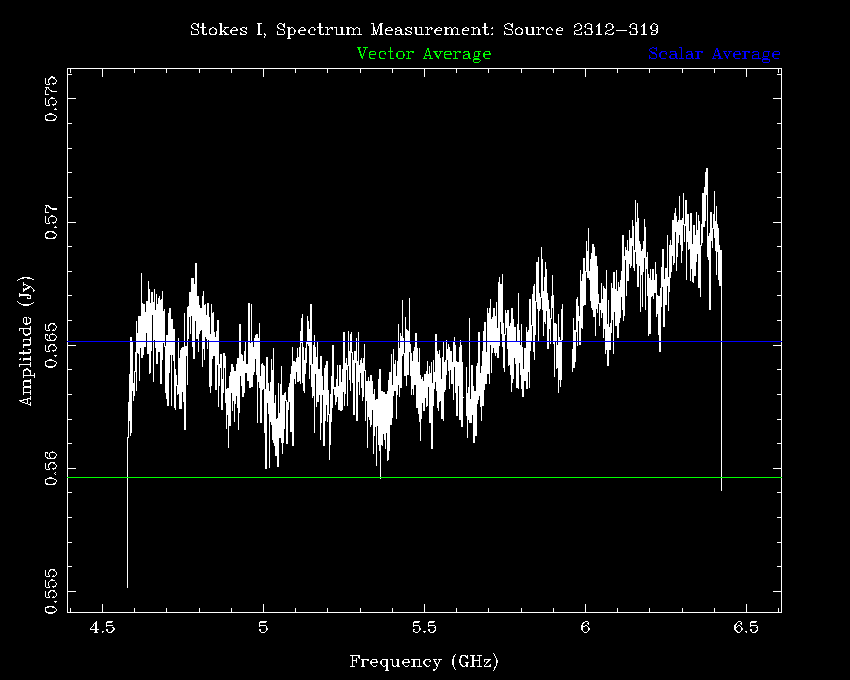 Stokes I, Spectrum Measurement: Source 2312−319
Vector Average Scalar Average
0.575
0.57
0.565
0.56
0.555
Amplitude (Jy)
4.5 5 5.5 6 6.5
Frequency (GHz)